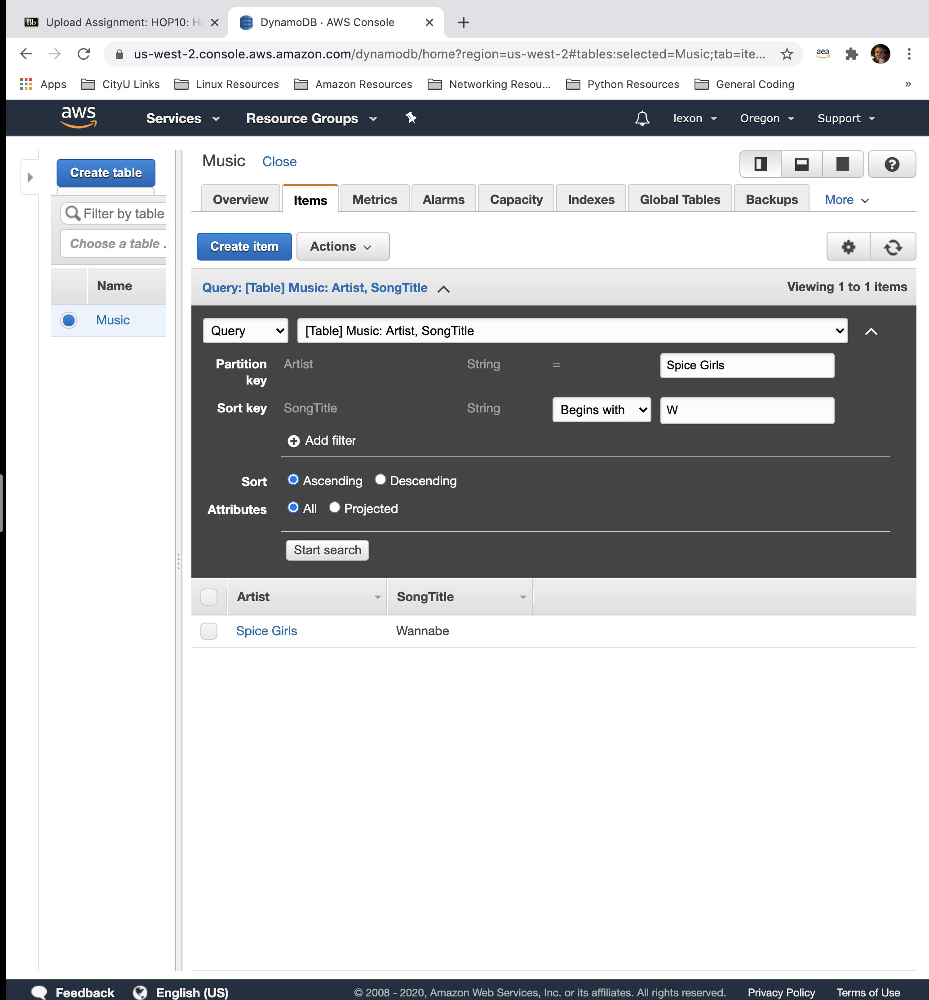 Bb Upload Assignment: HOP10: Ha
DynamoDB · AWS Console
us-west-2.console.aws.amazon.com/dynamodb/home?region=us-west-2#tables:selected=Music;tab=ite...
aea
Apps CityU Links Linux Resources Amazon Resources Networking Resou... Python Resources General Coding »
aws Services Resource Groups lexon Oregon Support
Create table
Filter by table
Choose a table .
Name
Music
Music Close
Overview Items Metrics Alarms Capacity Indexes Global Tables Backups More
Create item Actions
Query: [Table] Music: Artist, SongTitle Viewing 1 to 1 items
Query [Table] Music: Artist, SongTitle
Partition key Artist String = Spice Girls
Sort key SongTitle String Begins with W
Add filter
Sort Ascending Descending
Attributes All Projected
Start search
Artist SongTitle
Spice Girls Wannabe
Feedback English (US) © 2008 - 2020, Amazon Web Services, Inc. or its affiliates. All rights reserved. Privacy Policy Terms of Use